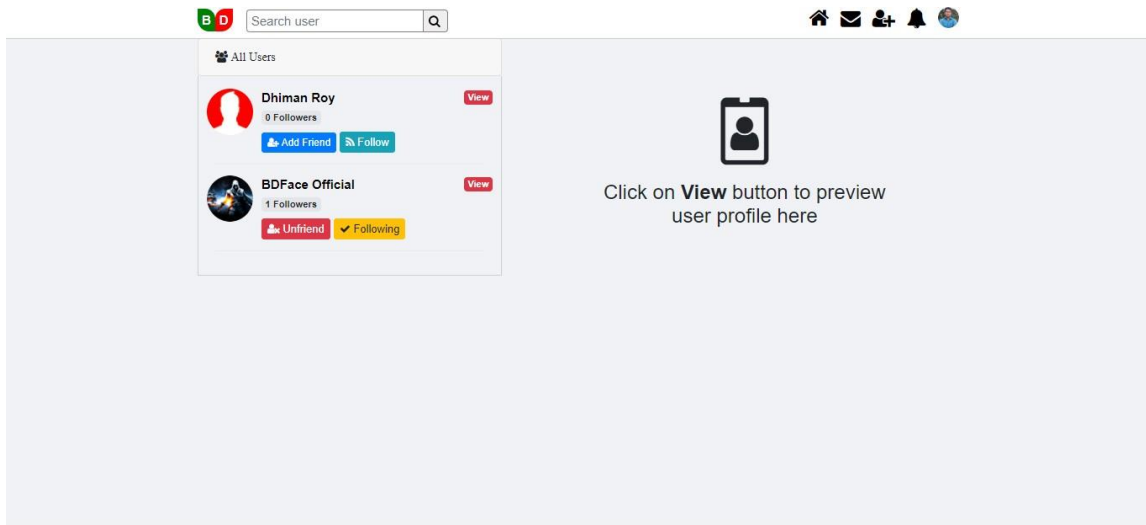 BD
Search user
All Users
Dhiman Roy
View
0 Followers
Add Friend
Follow
BDFace Official
View
1 Followers
Unfriend
Following
Click on View button to preview
user profile here